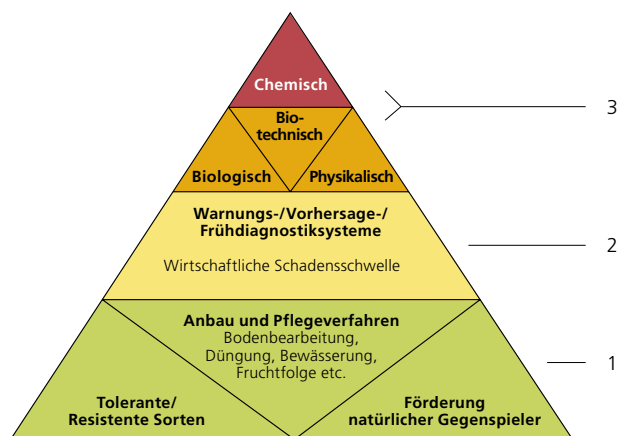 Chemisch
3
Bio-
technisch
Biologisch
Physikalisch
Warnungs-/Vorhersage-/
Frühdiagnostiksysteme
2
Wirtschaftliche Schadensschwelle
Anbau und Pflegeverfahren
Bodenbearbeitung,
Düngung, Bewässerung,
Fruchtfolge etc.
1
Tolerante/
Resistente Sorten
Förderung
natürlicher Gegenspieler